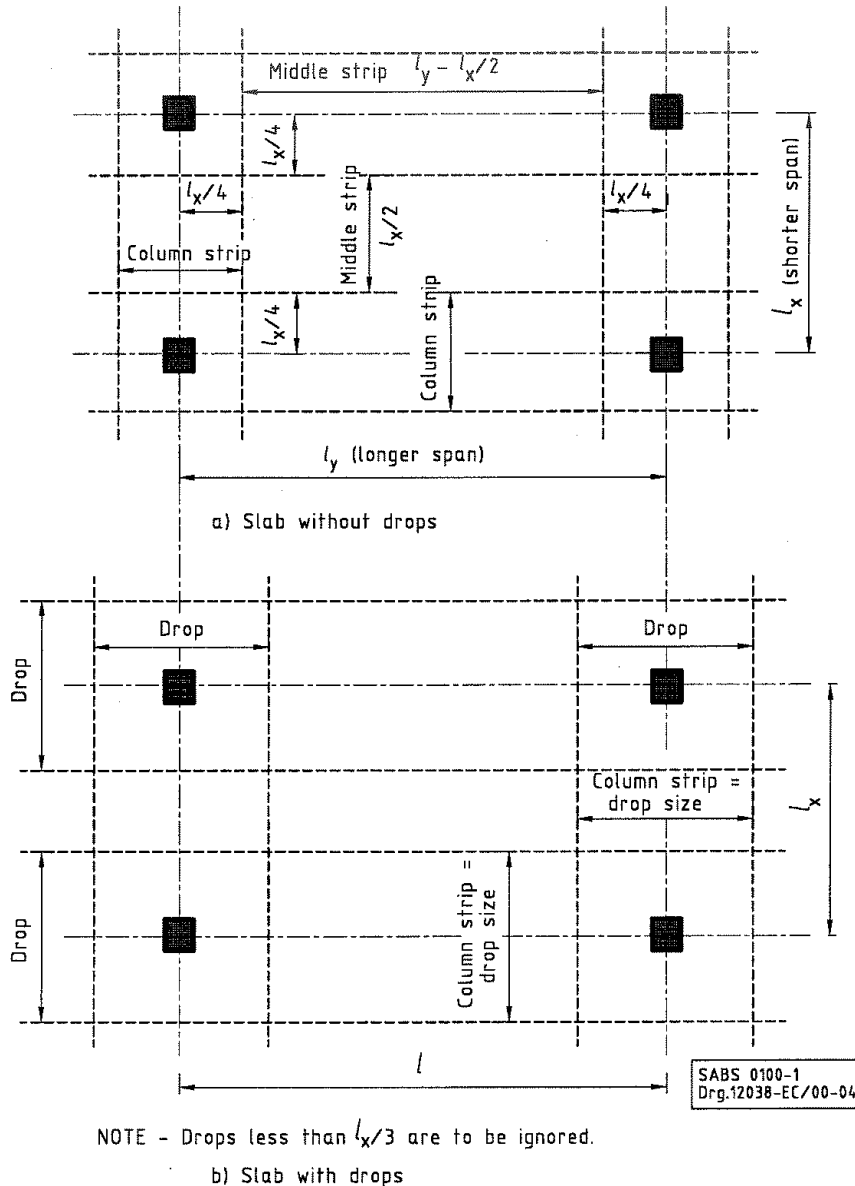 Middle strip l_y - l_x/2
l_x/4
l_x/4
Middle strip
l_x/2
l_x/4
l_x (shorter span)
Column strip
l_x/4
Column strip
l_y (longer span)
a) Slab without drops
Drop
Drop
Drop
Column strip =
drop size
l_x
Drop
Column strip =
drop size
l
SABS 0100-1
Drg.12038-EC/00-04
NOTE - Drops less than l_x/3 are to be ignored.
b) Slab with drops